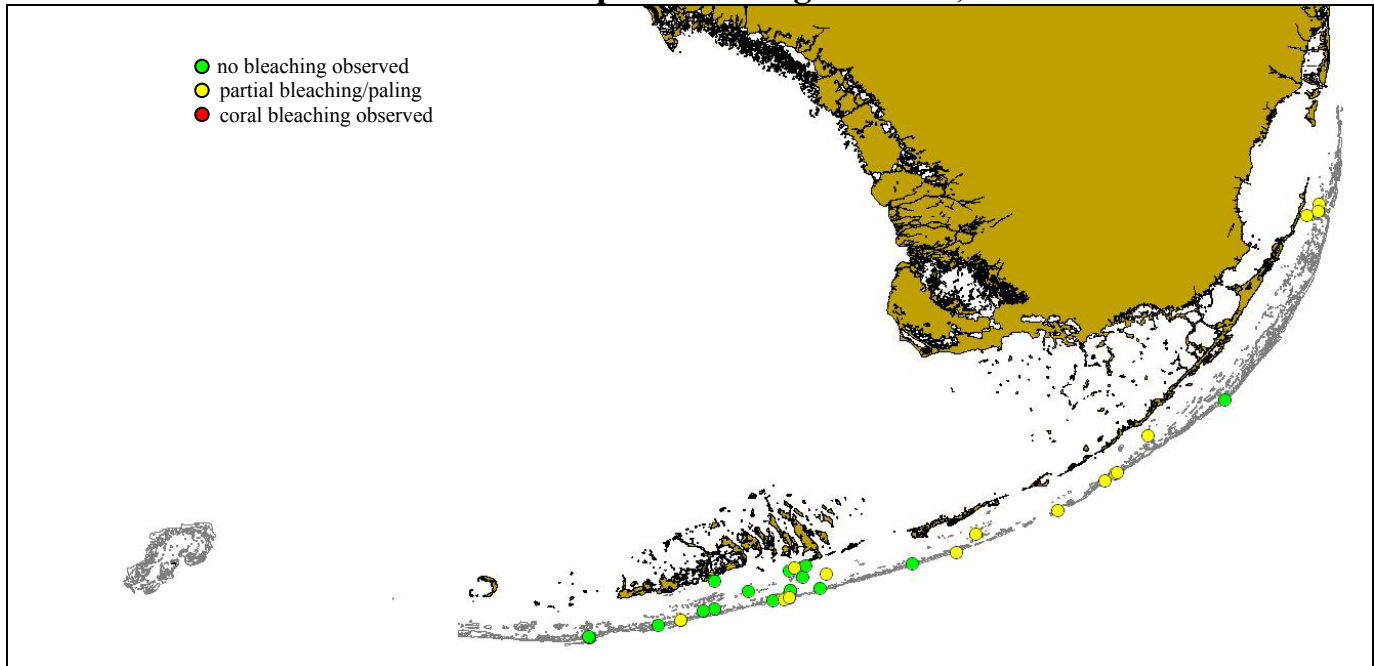 no bleaching observed
partial bleaching/paling
coral bleaching observed